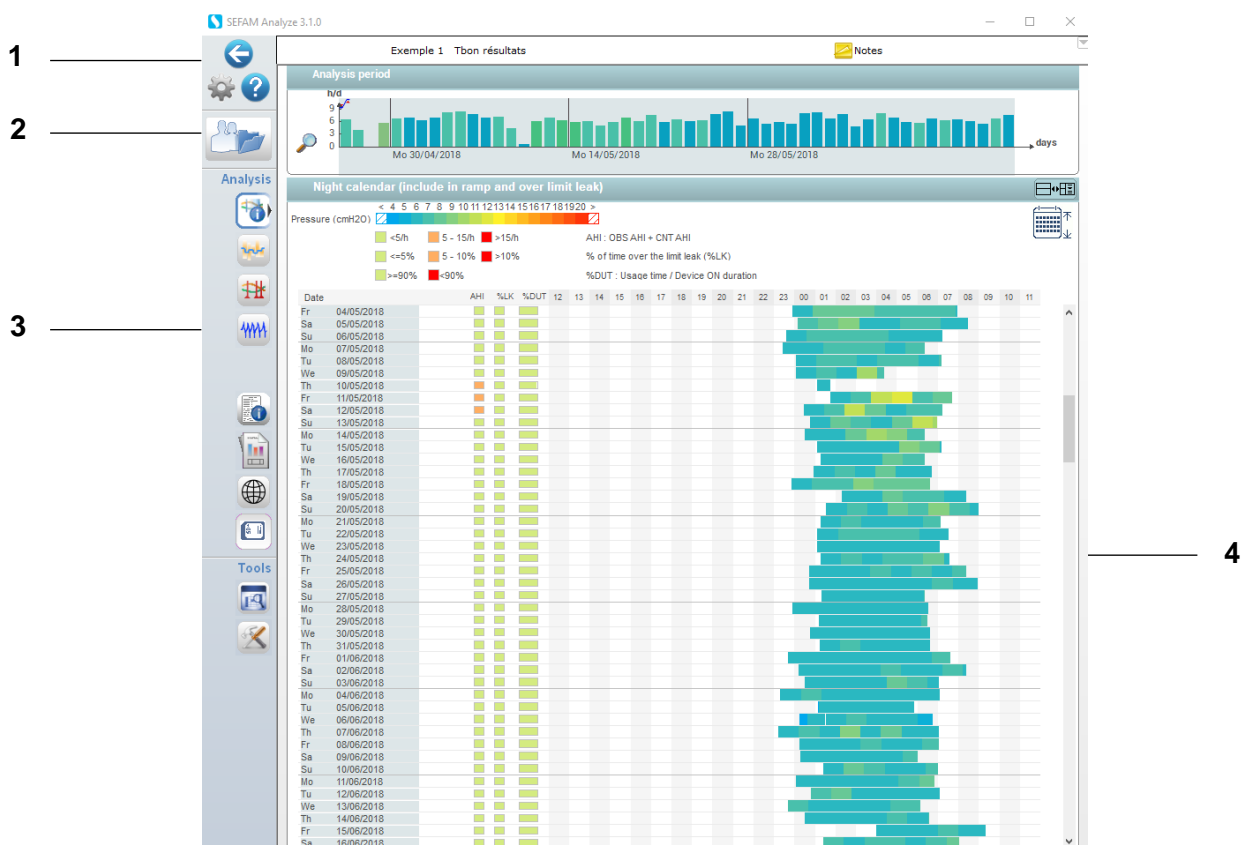 SEFAM Analyze 3.1.0
1
Exemple 1 Tbon résultats
Notes
Analysis period
2
h/d
9
6
3
0
days
Mo 30/04/2018 Mo 14/05/2018 Mo 28/05/2018
Analysis
Night calendar (include in ramp and over limit leak)
< 4 5 6 7 8 9 10 11 12 13 14 15 16 17 18 19 20 >
Pressure (cmH2O)
<5/h 5 - 15/h >15/h AHI : OBS AHI + CNT AHI
<=5% 5 - 10% >10% % of time over the limit leak (%LK)
>=90% <90% %DUT : Usage time / Device ON duration
Date AHI %LK %DUT 12 13 14 15 16 17 18 19 20 21 22 23 00 01 02 03 04 05 06 07 08 09 10 11
Fr 04/05/2018
Sa 05/05/2018
3
Su 06/05/2018
Mo 07/05/2018
Tu 08/05/2018
We 09/05/2018
Th 10/05/2018
Fr 11/05/2018
Sa 12/05/2018
Su 13/05/2018
Mo 14/05/2018
Tu 15/05/2018
We 16/05/2018
Th 17/05/2018
Fr 18/05/2018
Sa 19/05/2018
Su 20/05/2018
Mo 21/05/2018
Tu 22/05/2018
We 23/05/2018
Th 24/05/2018
4
Tools
Fr 25/05/2018
Sa 26/05/2018
Su 27/05/2018
Mo 28/05/2018
Tu 29/05/2018
We 30/05/2018
Th 31/05/2018
Fr 01/06/2018
Sa 02/06/2018
Su 03/06/2018
Mo 04/06/2018
Tu 05/06/2018
We 06/06/2018
Th 07/06/2018
Fr 08/06/2018
Sa 09/06/2018
Su 10/06/2018
Mo 11/06/2018
Tu 12/06/2018
We 13/06/2018
Th 14/06/2018
Fr 15/06/2018
Sa 16/06/2018